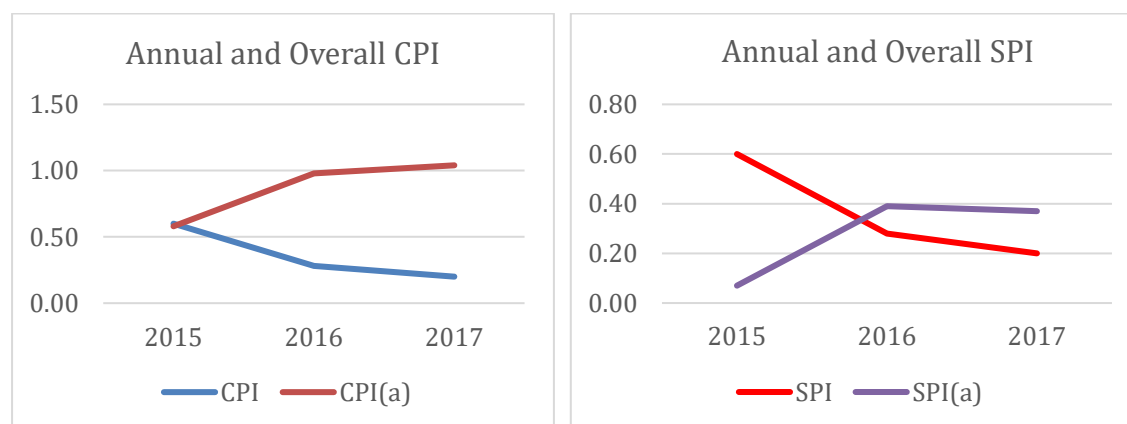 Annual and Overall CPI
1.50
1.00
0.50
0.00
2015 2016 2017
CPI CPI(a)
Annual and Overall SPI
0.80
0.60
0.40
0.20
0.00
2015 2016 2017
SPI SPI(a)